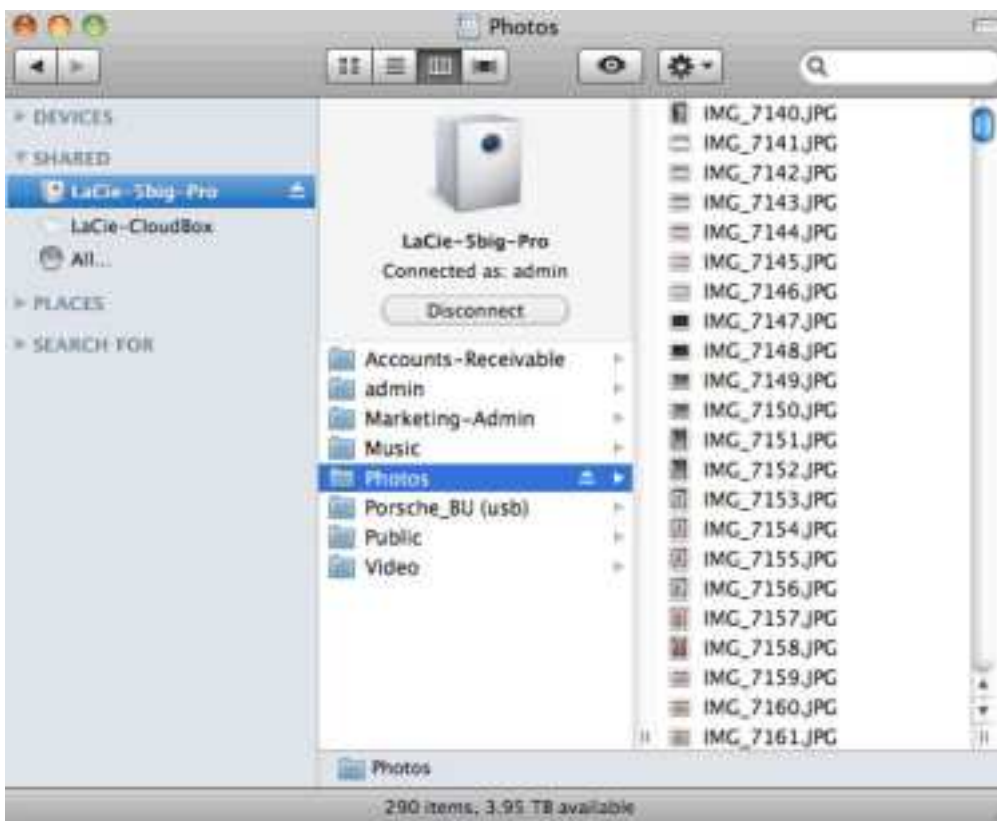 Photos
DEVICES
SHARED
LaCie-5big-Pro
LaCie-CloudBox
All...
PLACES
SEARCH FOR
LaCie-5big-Pro
Connected as: admin
Disconnect
Accounts-Receivable
admin
Marketing-Admin
Music
Photos
Porsche_BU (usb)
Public
Video
IMG_7140.JPG
IMG_7141.JPG
IMG_7142.JPG
IMG_7143.JPG
IMG_7144.JPG
IMG_7145.JPG
IMG_7146.JPG
IMG_7147.JPG
IMG_7148.JPG
IMG_7149.JPG
IMG_7150.JPG
IMG_7151.JPG
IMG_7152.JPG
IMG_7153.JPG
IMG_7154.JPG
IMG_7155.JPG
IMG_7156.JPG
IMG_7157.JPG
IMG_7158.JPG
IMG_7159.JPG
IMG_7160.JPG
IMG_7161.JPG
Photos
290 items, 3.95 TB available